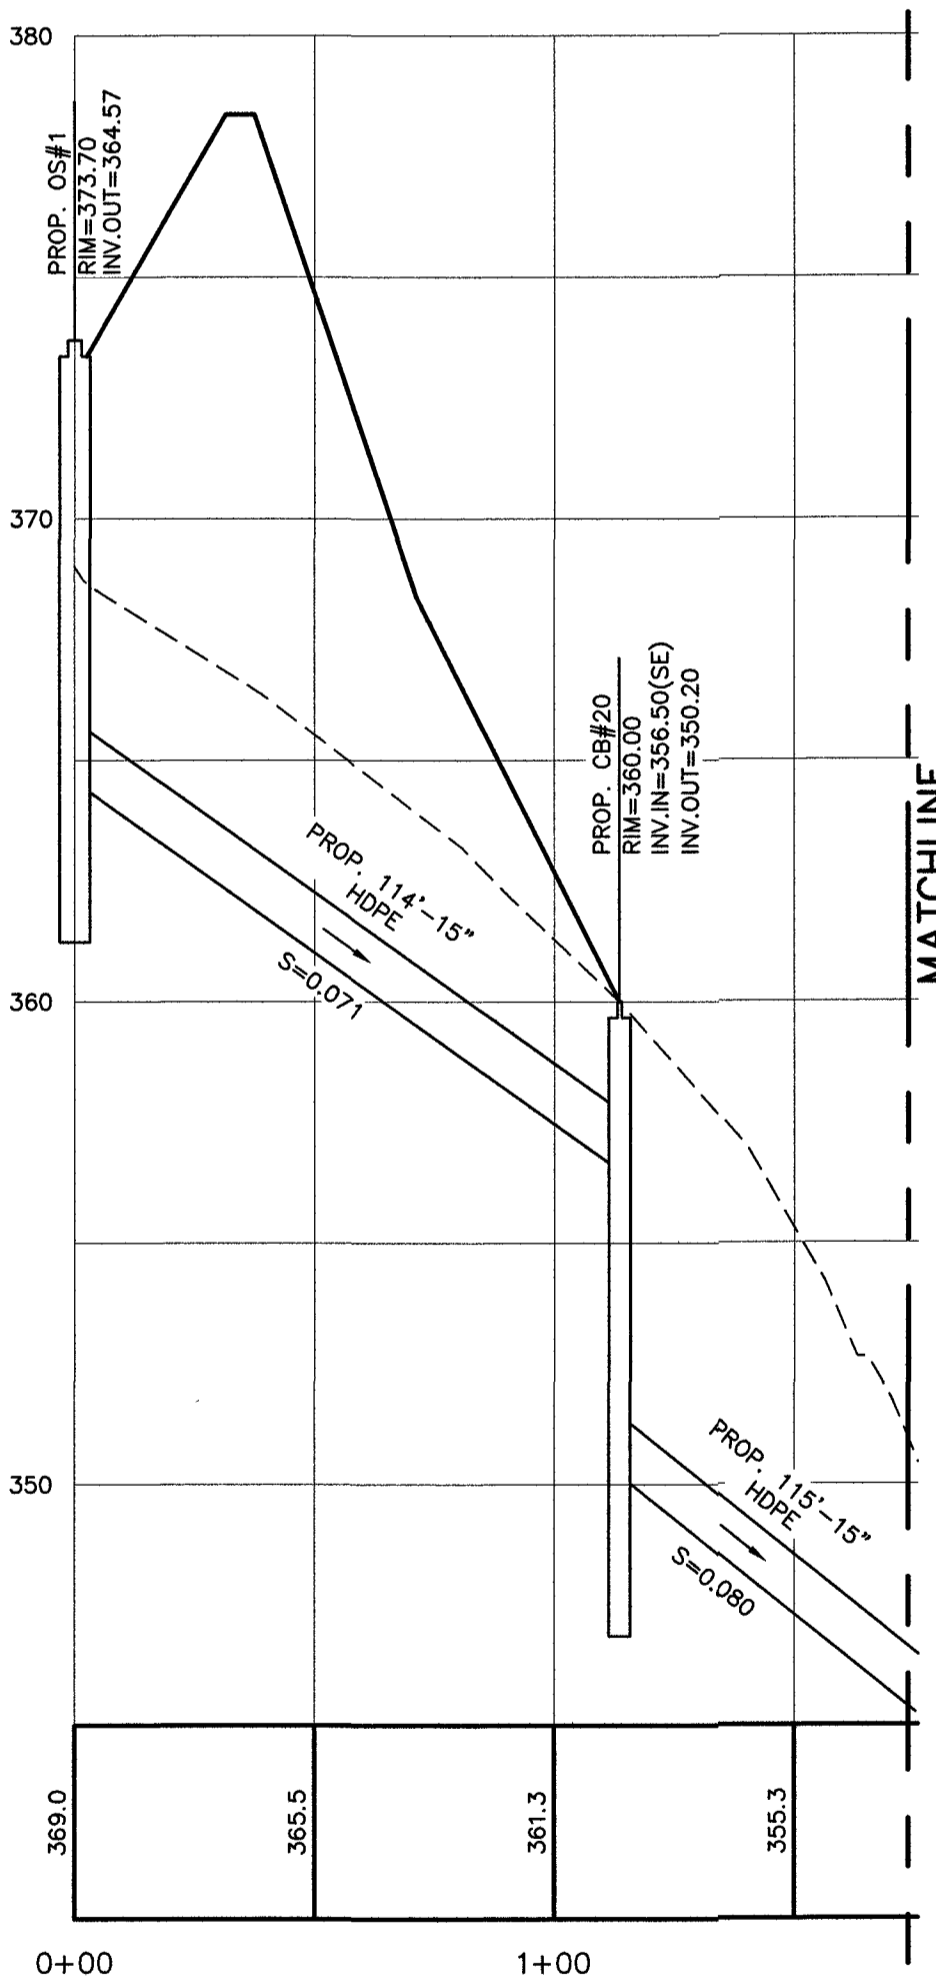 380
PROP. OS#1
RIM=373.70
INV.OUT=364.57
370
PROP. CB#20
RIM=360.00
INV.IN=356.50(SE)
INV.OUT=350.20
MATCHLINE
PROP. 114'-15"
HDPE
S=0.071
360
350
PROP. 115'-15"
HDPE
S=0.080
369.0
365.5
361.3
355.3
0+00
1+00